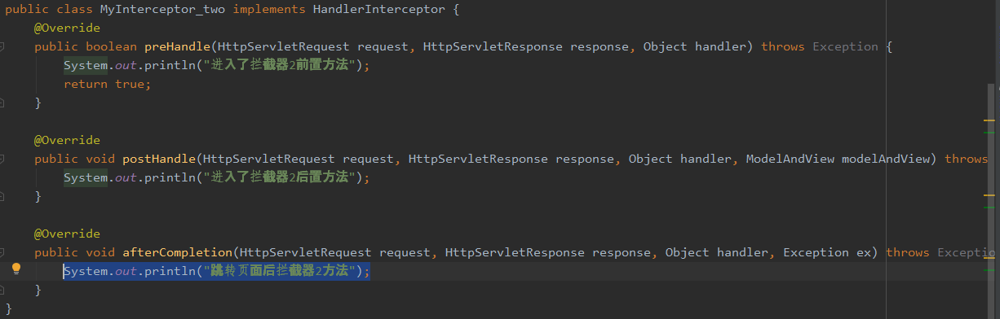 public class MyInterceptor_two implements HandlerInterceptor {
@Override
public boolean preHandle(HttpServletRequest request, HttpServletResponse response, Object handler) throws Exception {
System.out.println("进入了拦截器2前置方法");
return true;
}
@Override
public void postHandle(HttpServletRequest request, HttpServletResponse response, Object handler, ModelAndView modelAndView) throws
System.out.println("进入了拦截器2后置方法");
}
@Override
public void afterCompletion(HttpServletRequest request, HttpServletResponse response, Object handler, Exception ex) throws Exceptio
System.out.println("跳转页面后拦截器2方法");
}
}